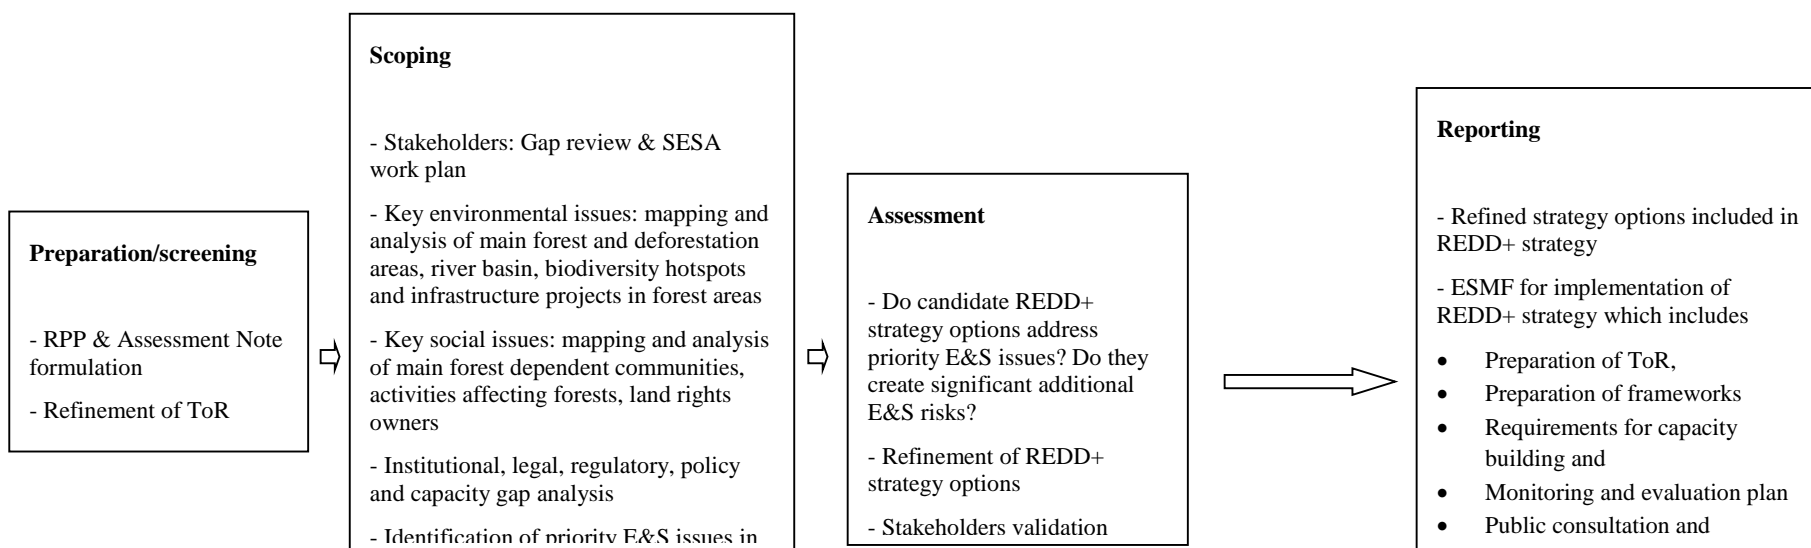 Preparation/screening
- RPP & Assessment Note
formulation
- Refinement of ToR
Scoping
- Stakeholders: Gap review & SESA
work plan
- Key environmental issues: mapping and
analysis of main forest and deforestation
areas, river basin, biodiversity hotspots
and infrastructure projects in forest areas
- Key social issues: mapping and analysis
of main forest dependent communities,
activities affecting forests, land rights
owners
- Institutional, legal, regulatory, policy
and capacity gap analysis
- Identification of priority E&S issues in
Assessment
- Do candidate REDD+
strategy options address
priority E&S issues? Do they
create significant additional
E&S risks?
- Refinement of REDD+
strategy options
- Stakeholders validation
Reporting
- Refined strategy options included in
REDD+ strategy
- ESMF for implementation of
REDD+ strategy which includes
• Preparation of ToR,
• Preparation of frameworks
• Requirements for capacity
building and
• Monitoring and evaluation plan
• Public consultation and